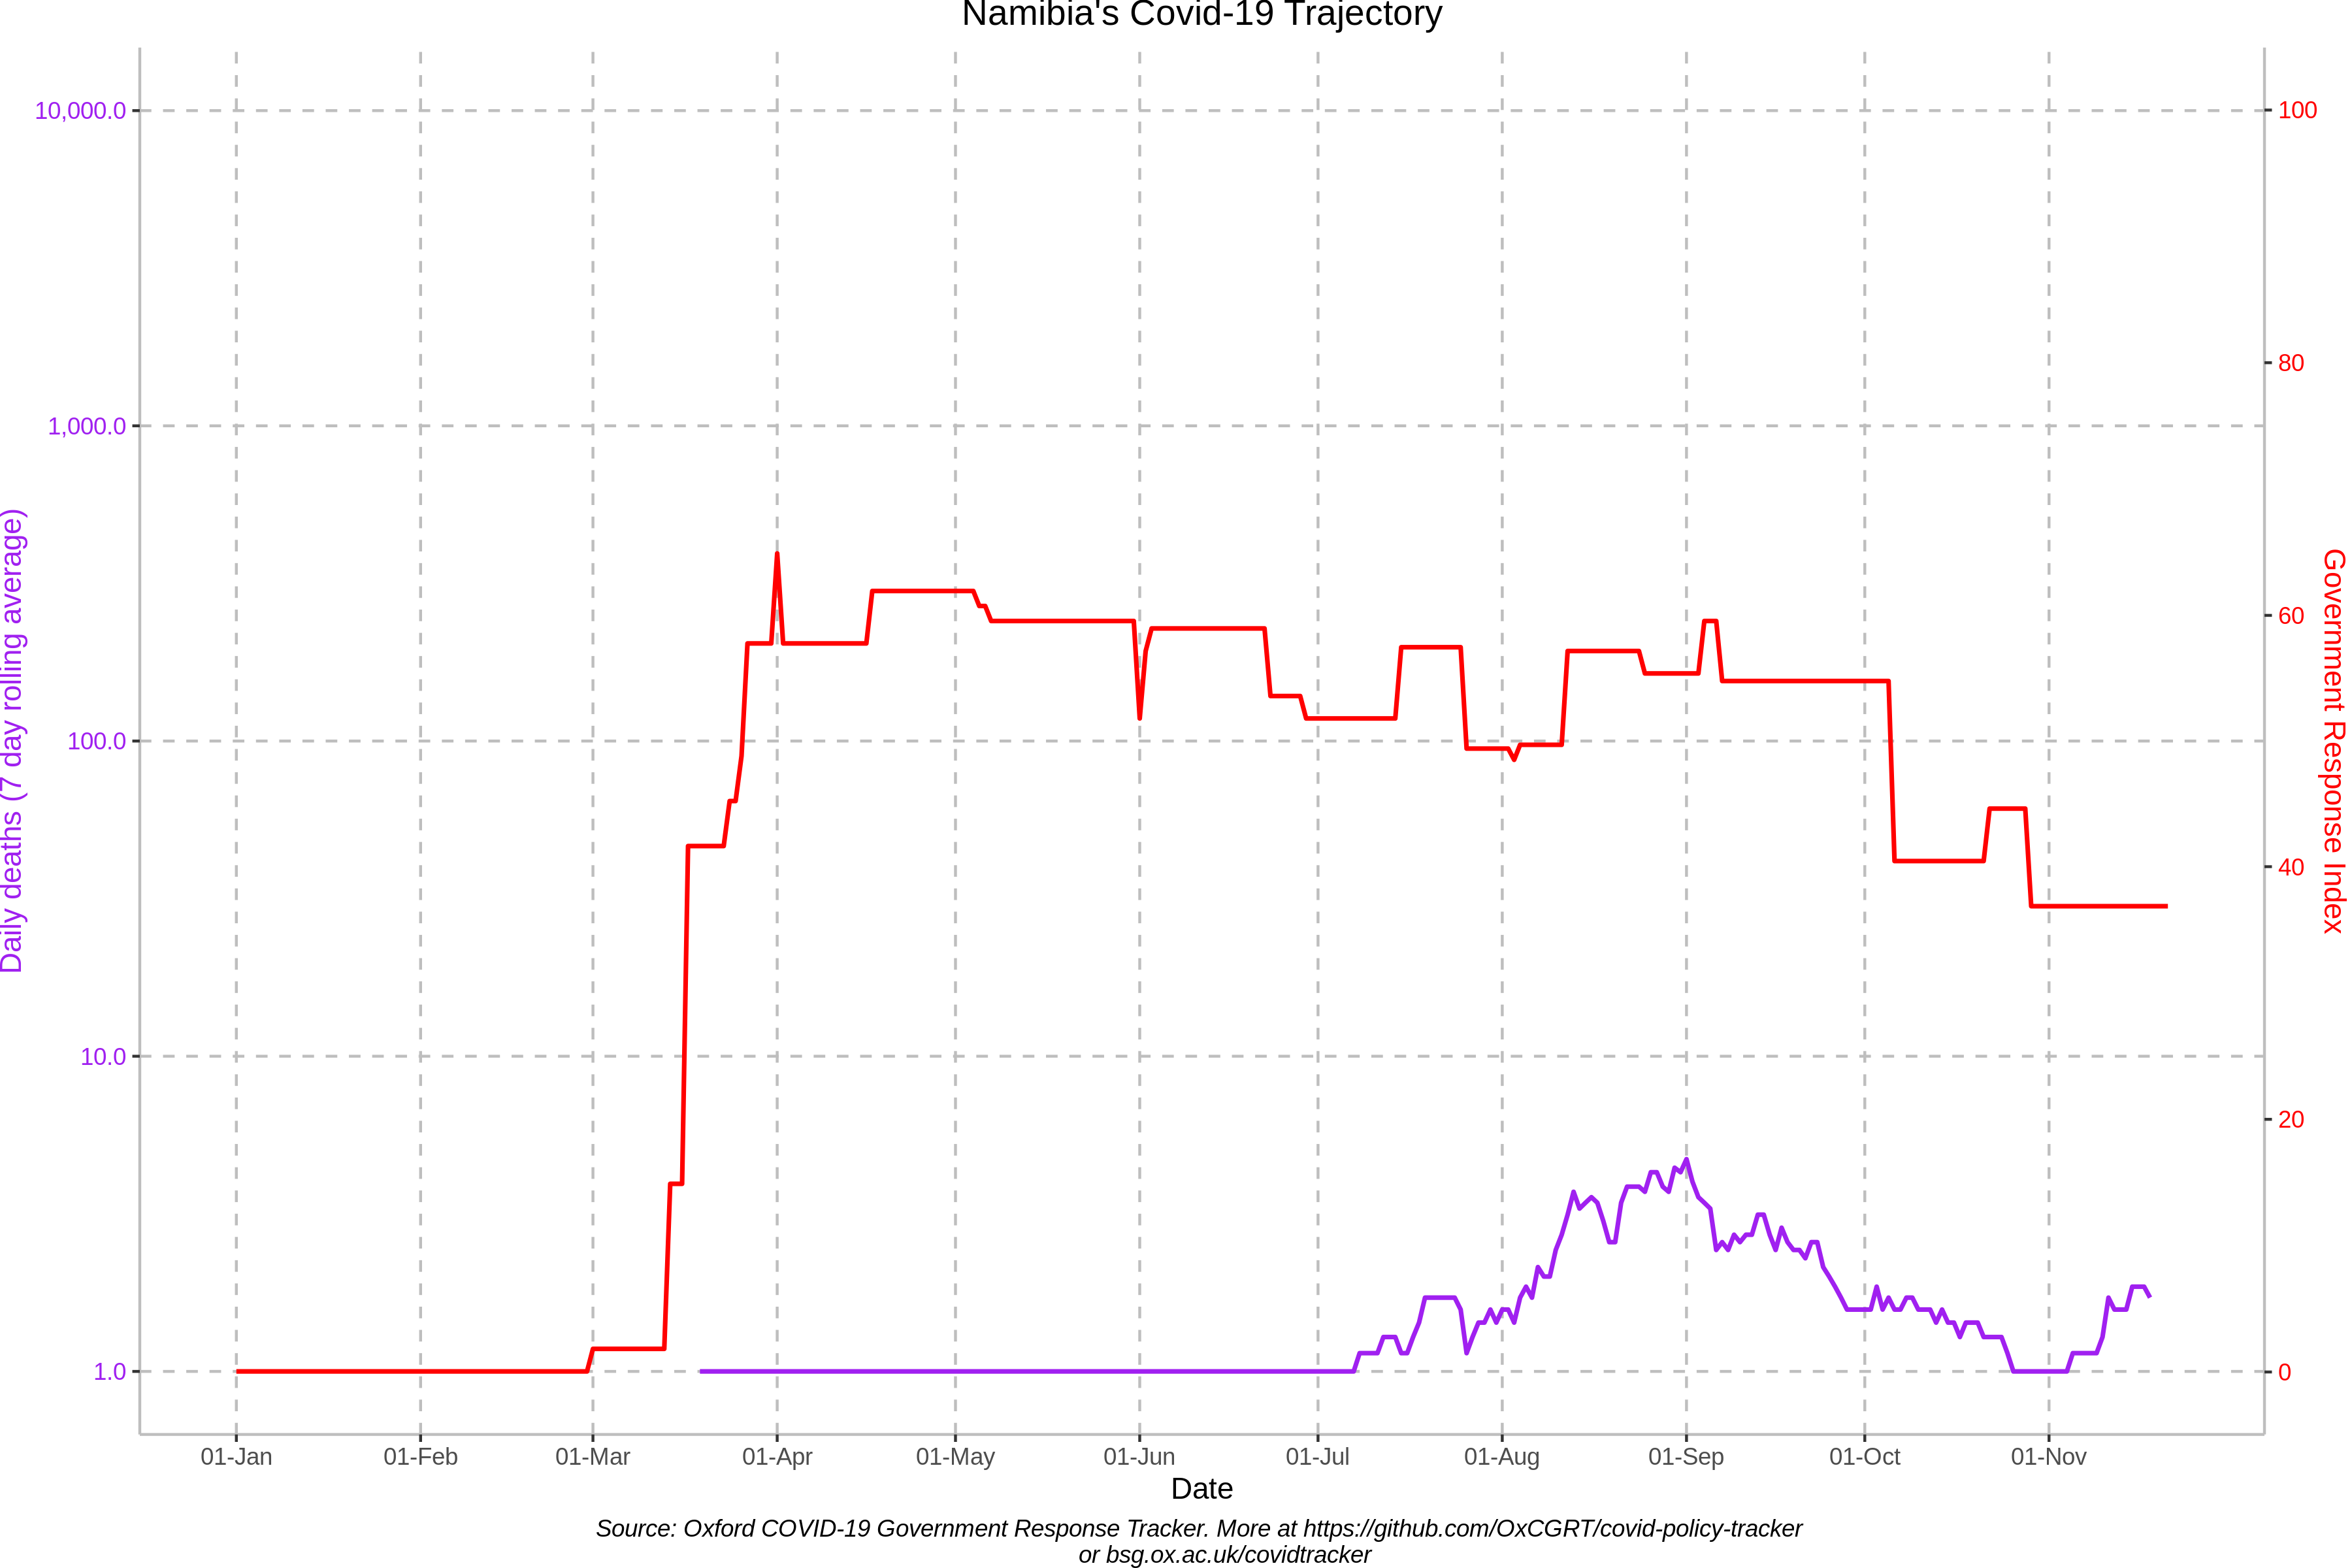 Namibia's Covid-19 Trajectory
10,000.0
1,000.0
100.0
10.0
1.0
Daily deaths (7 day rolling average)
100
80
60
40
20
0
Government Response Index
01-Jan
01-Feb
01-Mar
01-Apr
01-May
01-Jun
01-Jul
01-Aug
01-Sep
01-Oct
01-Nov
Date
Source: Oxford COVID-19 Government Response Tracker. More at https://github.com/OxCGRT/covid-policy-tracker
or bsg.ox.ac.uk/covidtracker